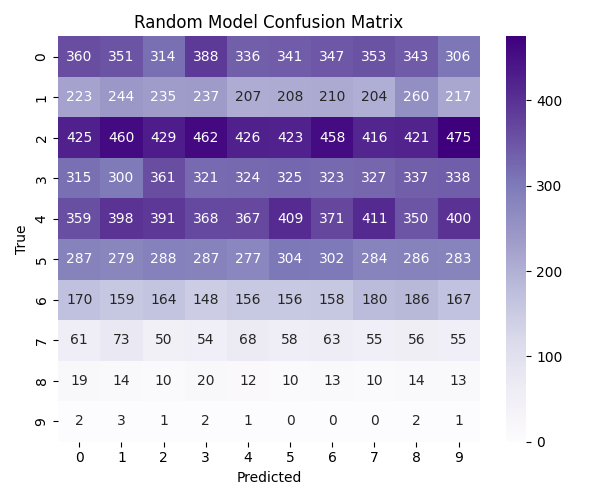 Random Model Confusion Matrix
0 360 351 314 388 336 341 347 353 343 306
1 223 244 235 237 207 208 210 204 260 217
2 425 460 429 462 426 423 458 416 421 475
3 315 300 361 321 324 325 323 327 337 338
4 359 398 391 368 367 409 371 411 350 400
5 287 279 288 287 277 304 302 284 286 283
6 170 159 164 148 156 156 158 180 186 167
7 61 73 50 54 68 58 63 55 56 55
8 19 14 10 20 12 10 13 10 14 13
9 2 3 1 2 1 0 0 0 2 1
0 1 2 3 4 5 6 7 8 9
Predicted
True
400
300
200
100
0